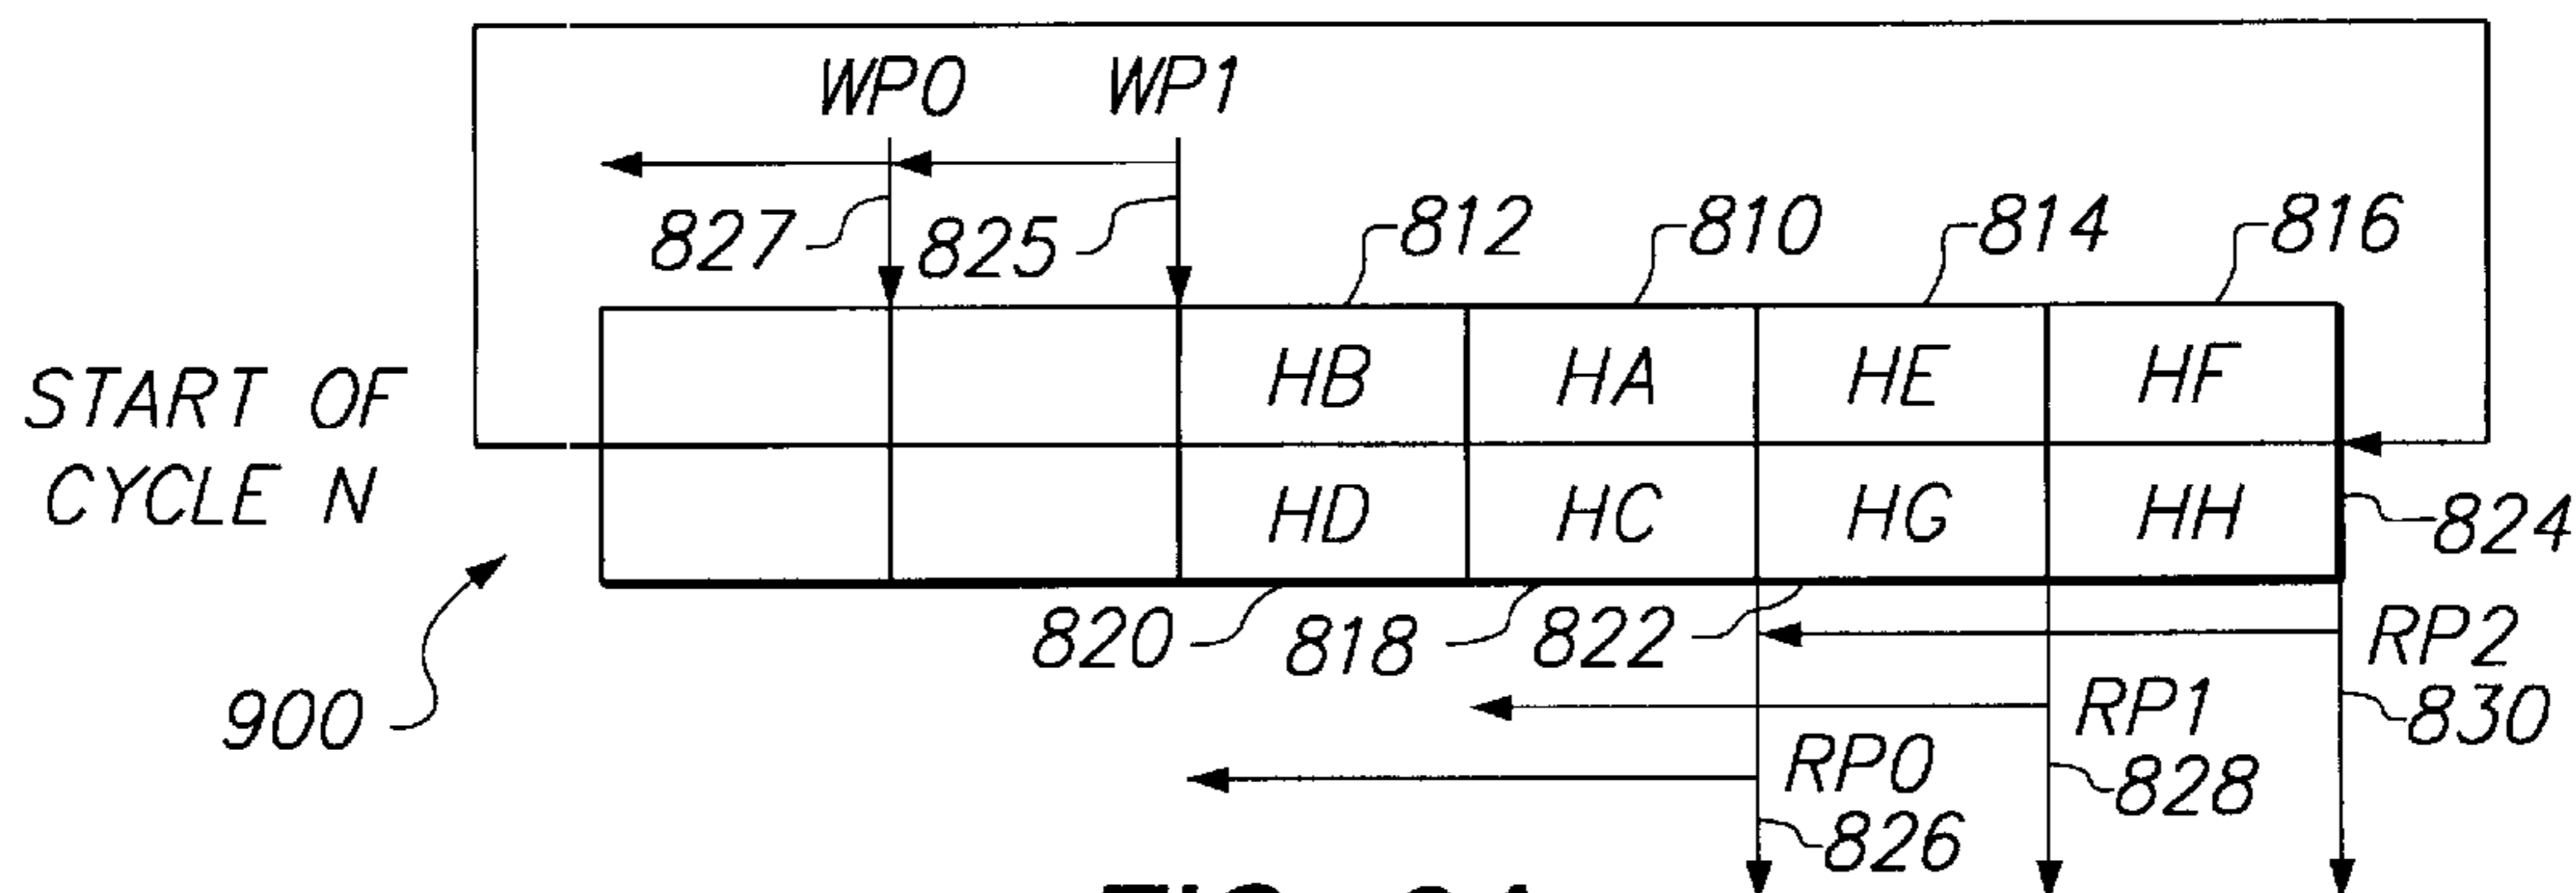 WP0 WP1
827 825 812 810 814 816
START OF
CYCLE N
HB HA HE HF
HD HC HG HH
824
820 818 822
RP2
900
RP1 830
RP0 828
826